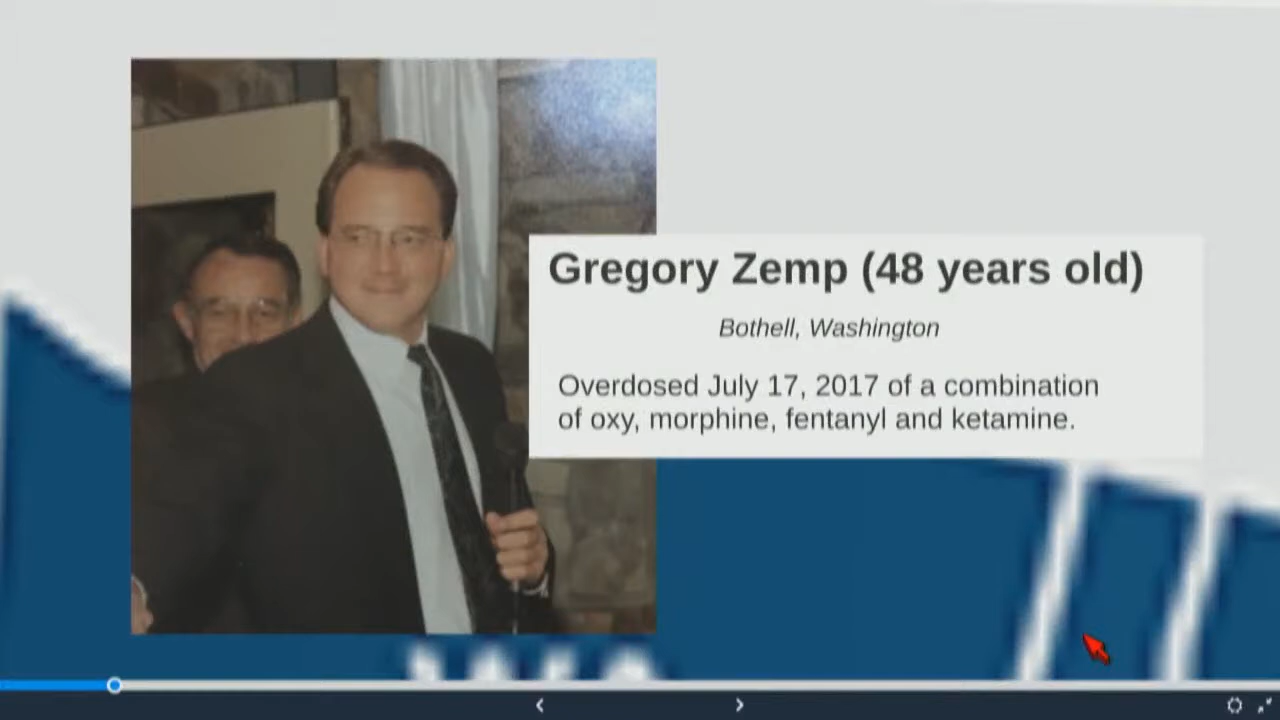 Gregory Zemp (48 years old)
Bothell, Washington
Overdosed July 17, 2017 of a combination
of oxy, morphine, fentanyl and ketamine.